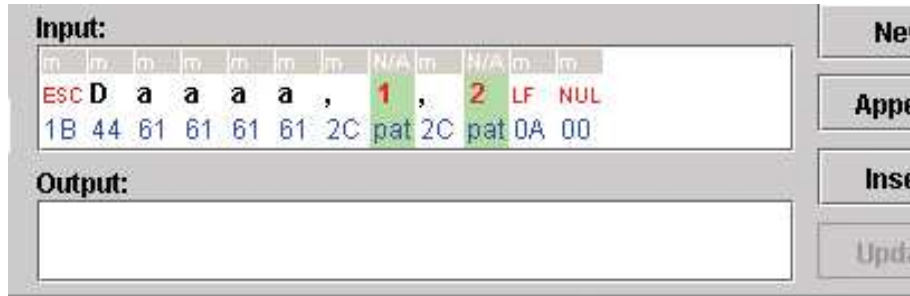 Input:
m m m m m m m N/A m N/A m m
ESC D a a a a , 1 , 2 LF NUL
1B 44 61 61 61 61 2C pat 2C pat 0A 00
Output:
Ne
Appe
Inse
Upda